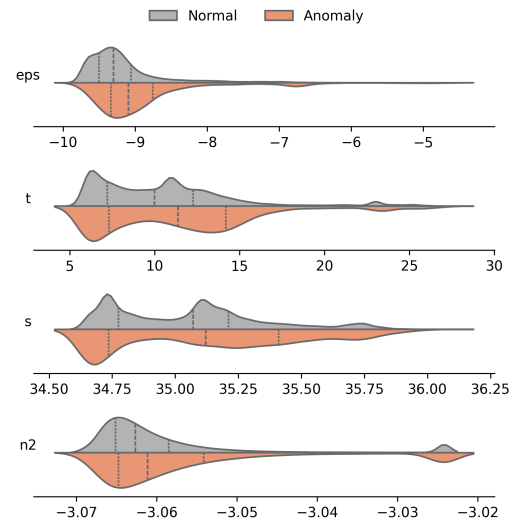 Normal Anomaly
eps
−10 −9 −8 −7 −6 −5
t
5 10 15 20 25 30
s
34.50 34.75 35.00 35.25 35.50 35.75 36.00 36.25
n2
−3.07 −3.06 −3.05 −3.04 −3.03 −3.02